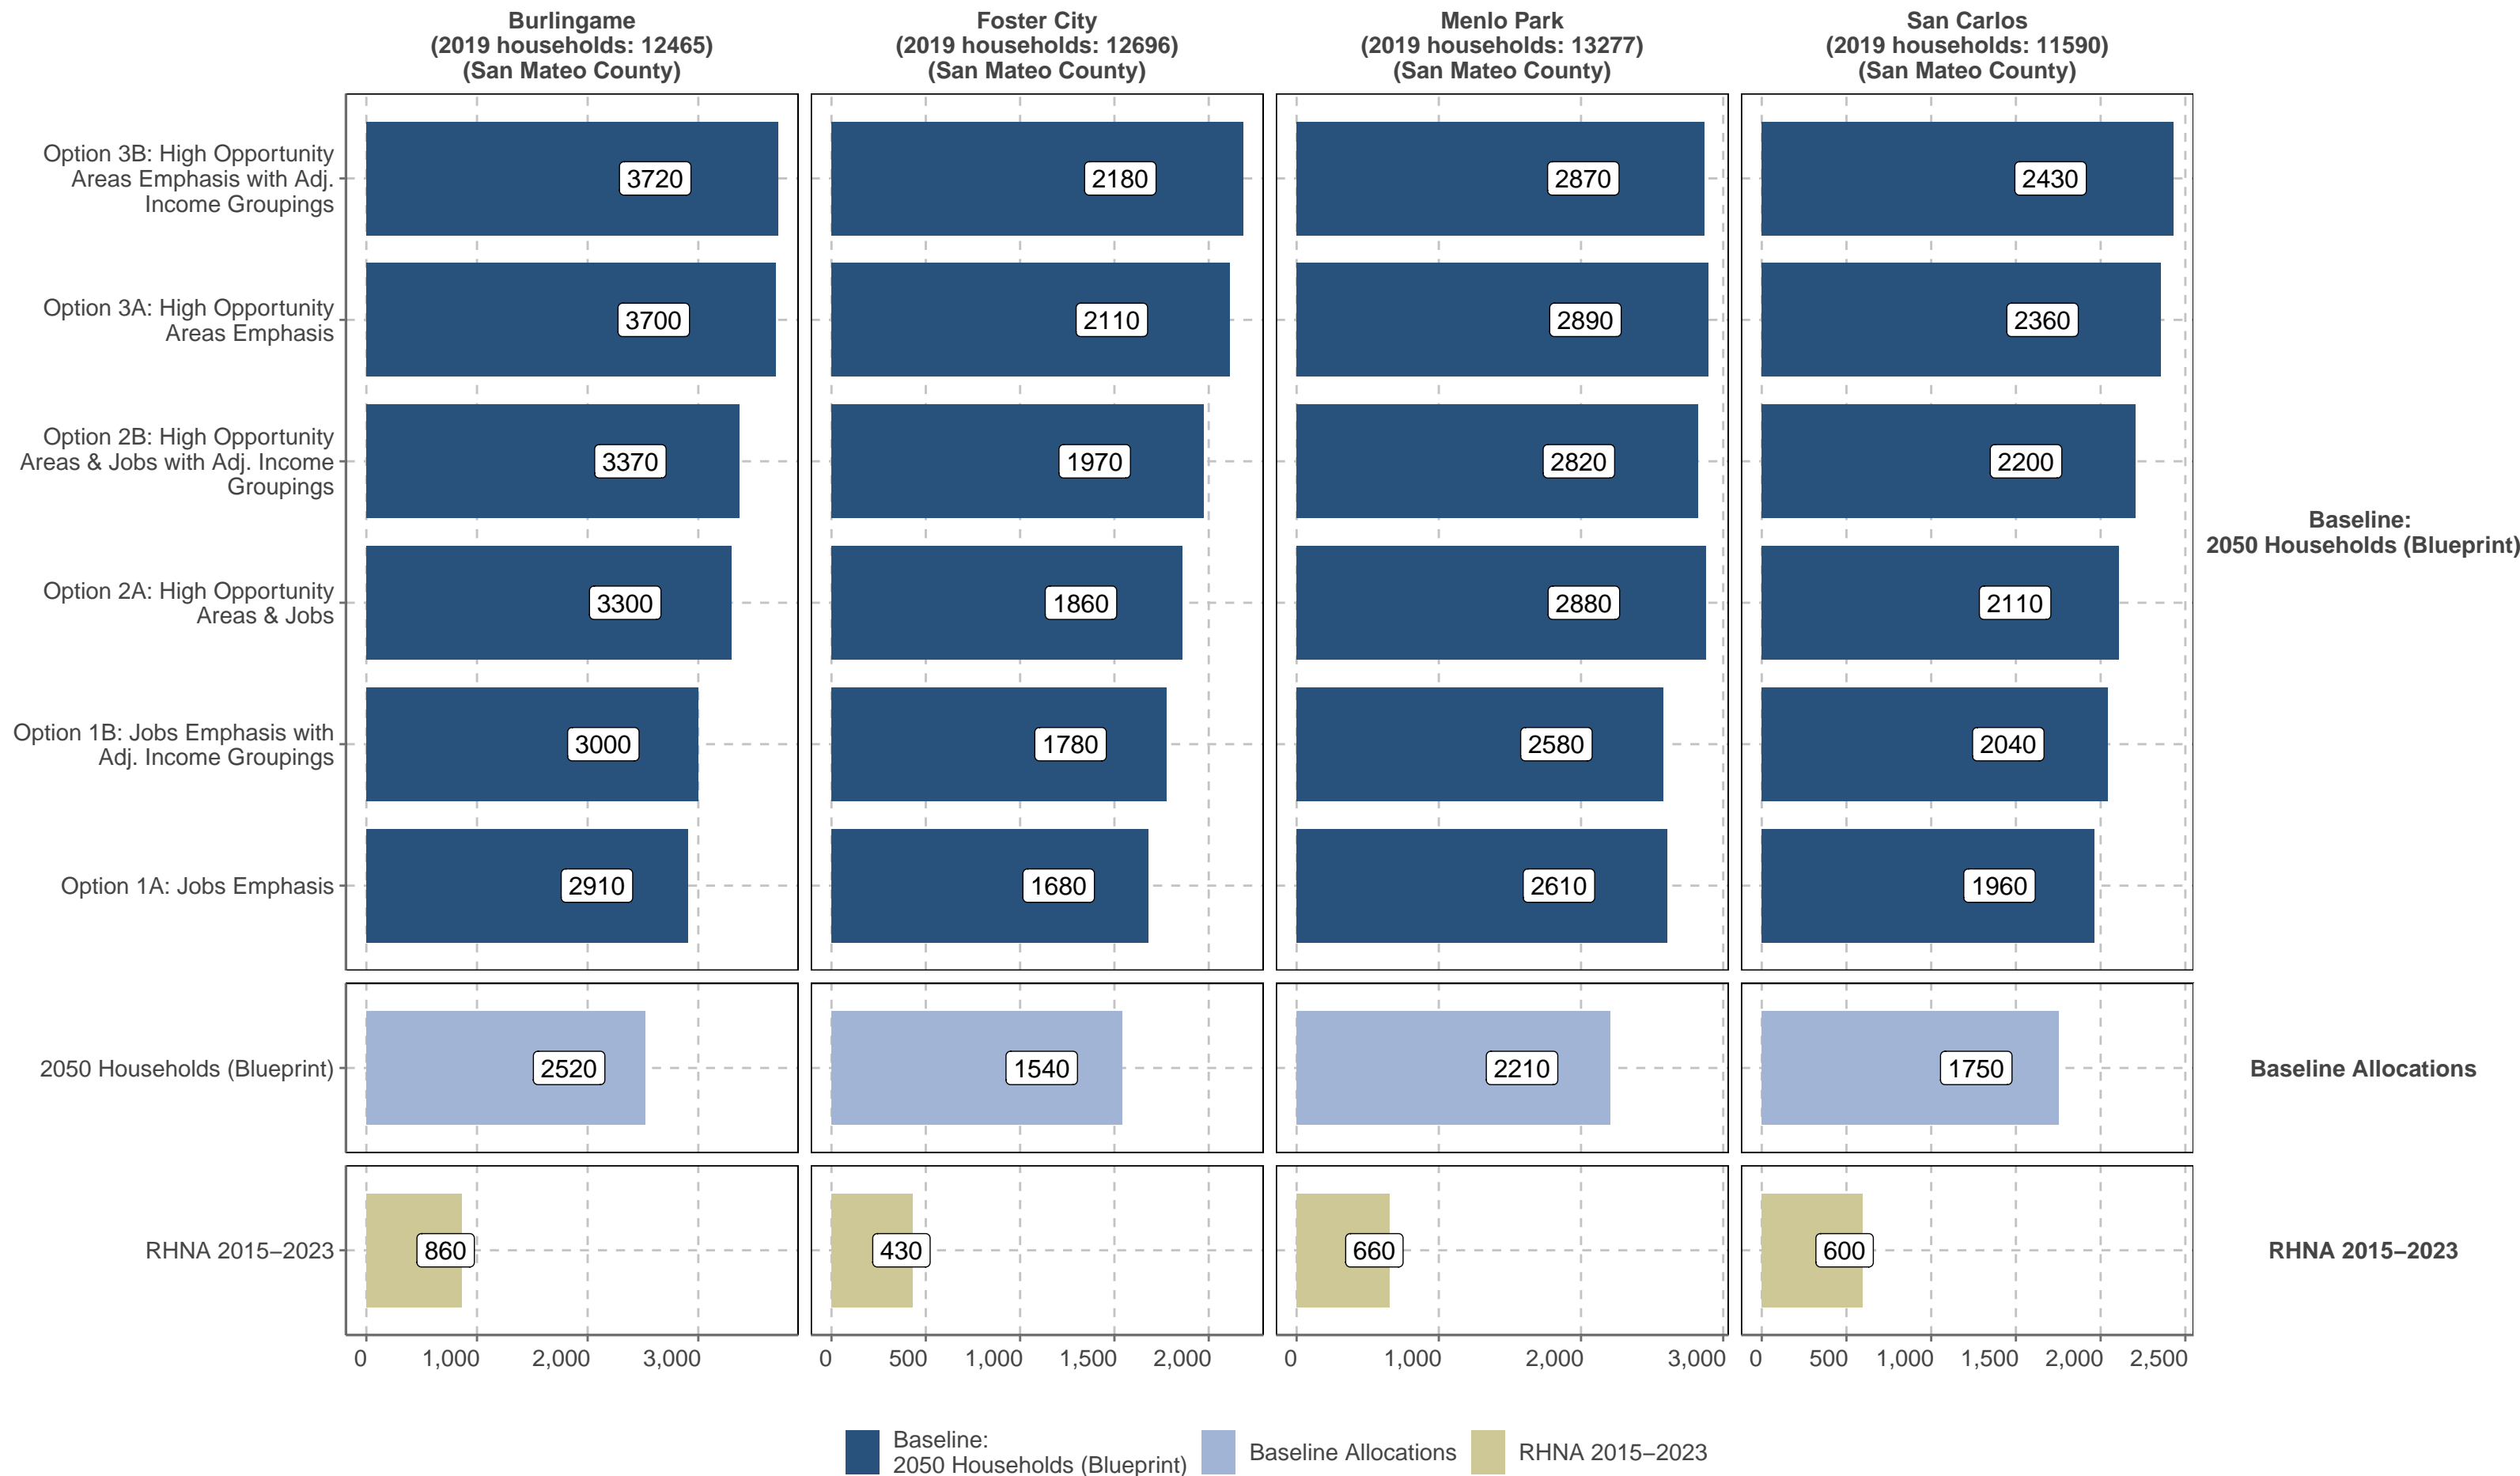 Burlingame
(2019 households: 12465)
(San Mateo County)
Foster City
(2019 households: 12696)
(San Mateo County)
Menlo Park
(2019 households: 13277)
(San Mateo County)
San Carlos
(2019 households: 11590)
(San Mateo County)
Option 3B: High Opportunity
Areas Emphasis with Adj.
Income Groupings
3720
2180
2870
2430
Option 3A: High Opportunity
Areas Emphasis
3700
2110
2890
2360
Option 2B: High Opportunity
Areas & Jobs with Adj. Income
Groupings
3370
1970
2820
2200
Baseline:
2050 Households (Blueprint)
Option 2A: High Opportunity
Areas & Jobs
3300
1860
2880
2110
Option 1B: Jobs Emphasis with
Adj. Income Groupings
3000
1780
2580
2040
Option 1A: Jobs Emphasis
2910
1680
2610
1960
2050 Households (Blueprint)
2520
1540
2210
1750
Baseline Allocations
RHNA 2015−2023
860
430
660
600
RHNA 2015−2023
0 1,000 2,000 3,000
0 500 1,000 1,500 2,000
0 1,000 2,000 3,000
0 500 1,000 1,500 2,000 2,500
Baseline:
2050 Households (Blueprint)
Baseline Allocations
RHNA 2015−2023